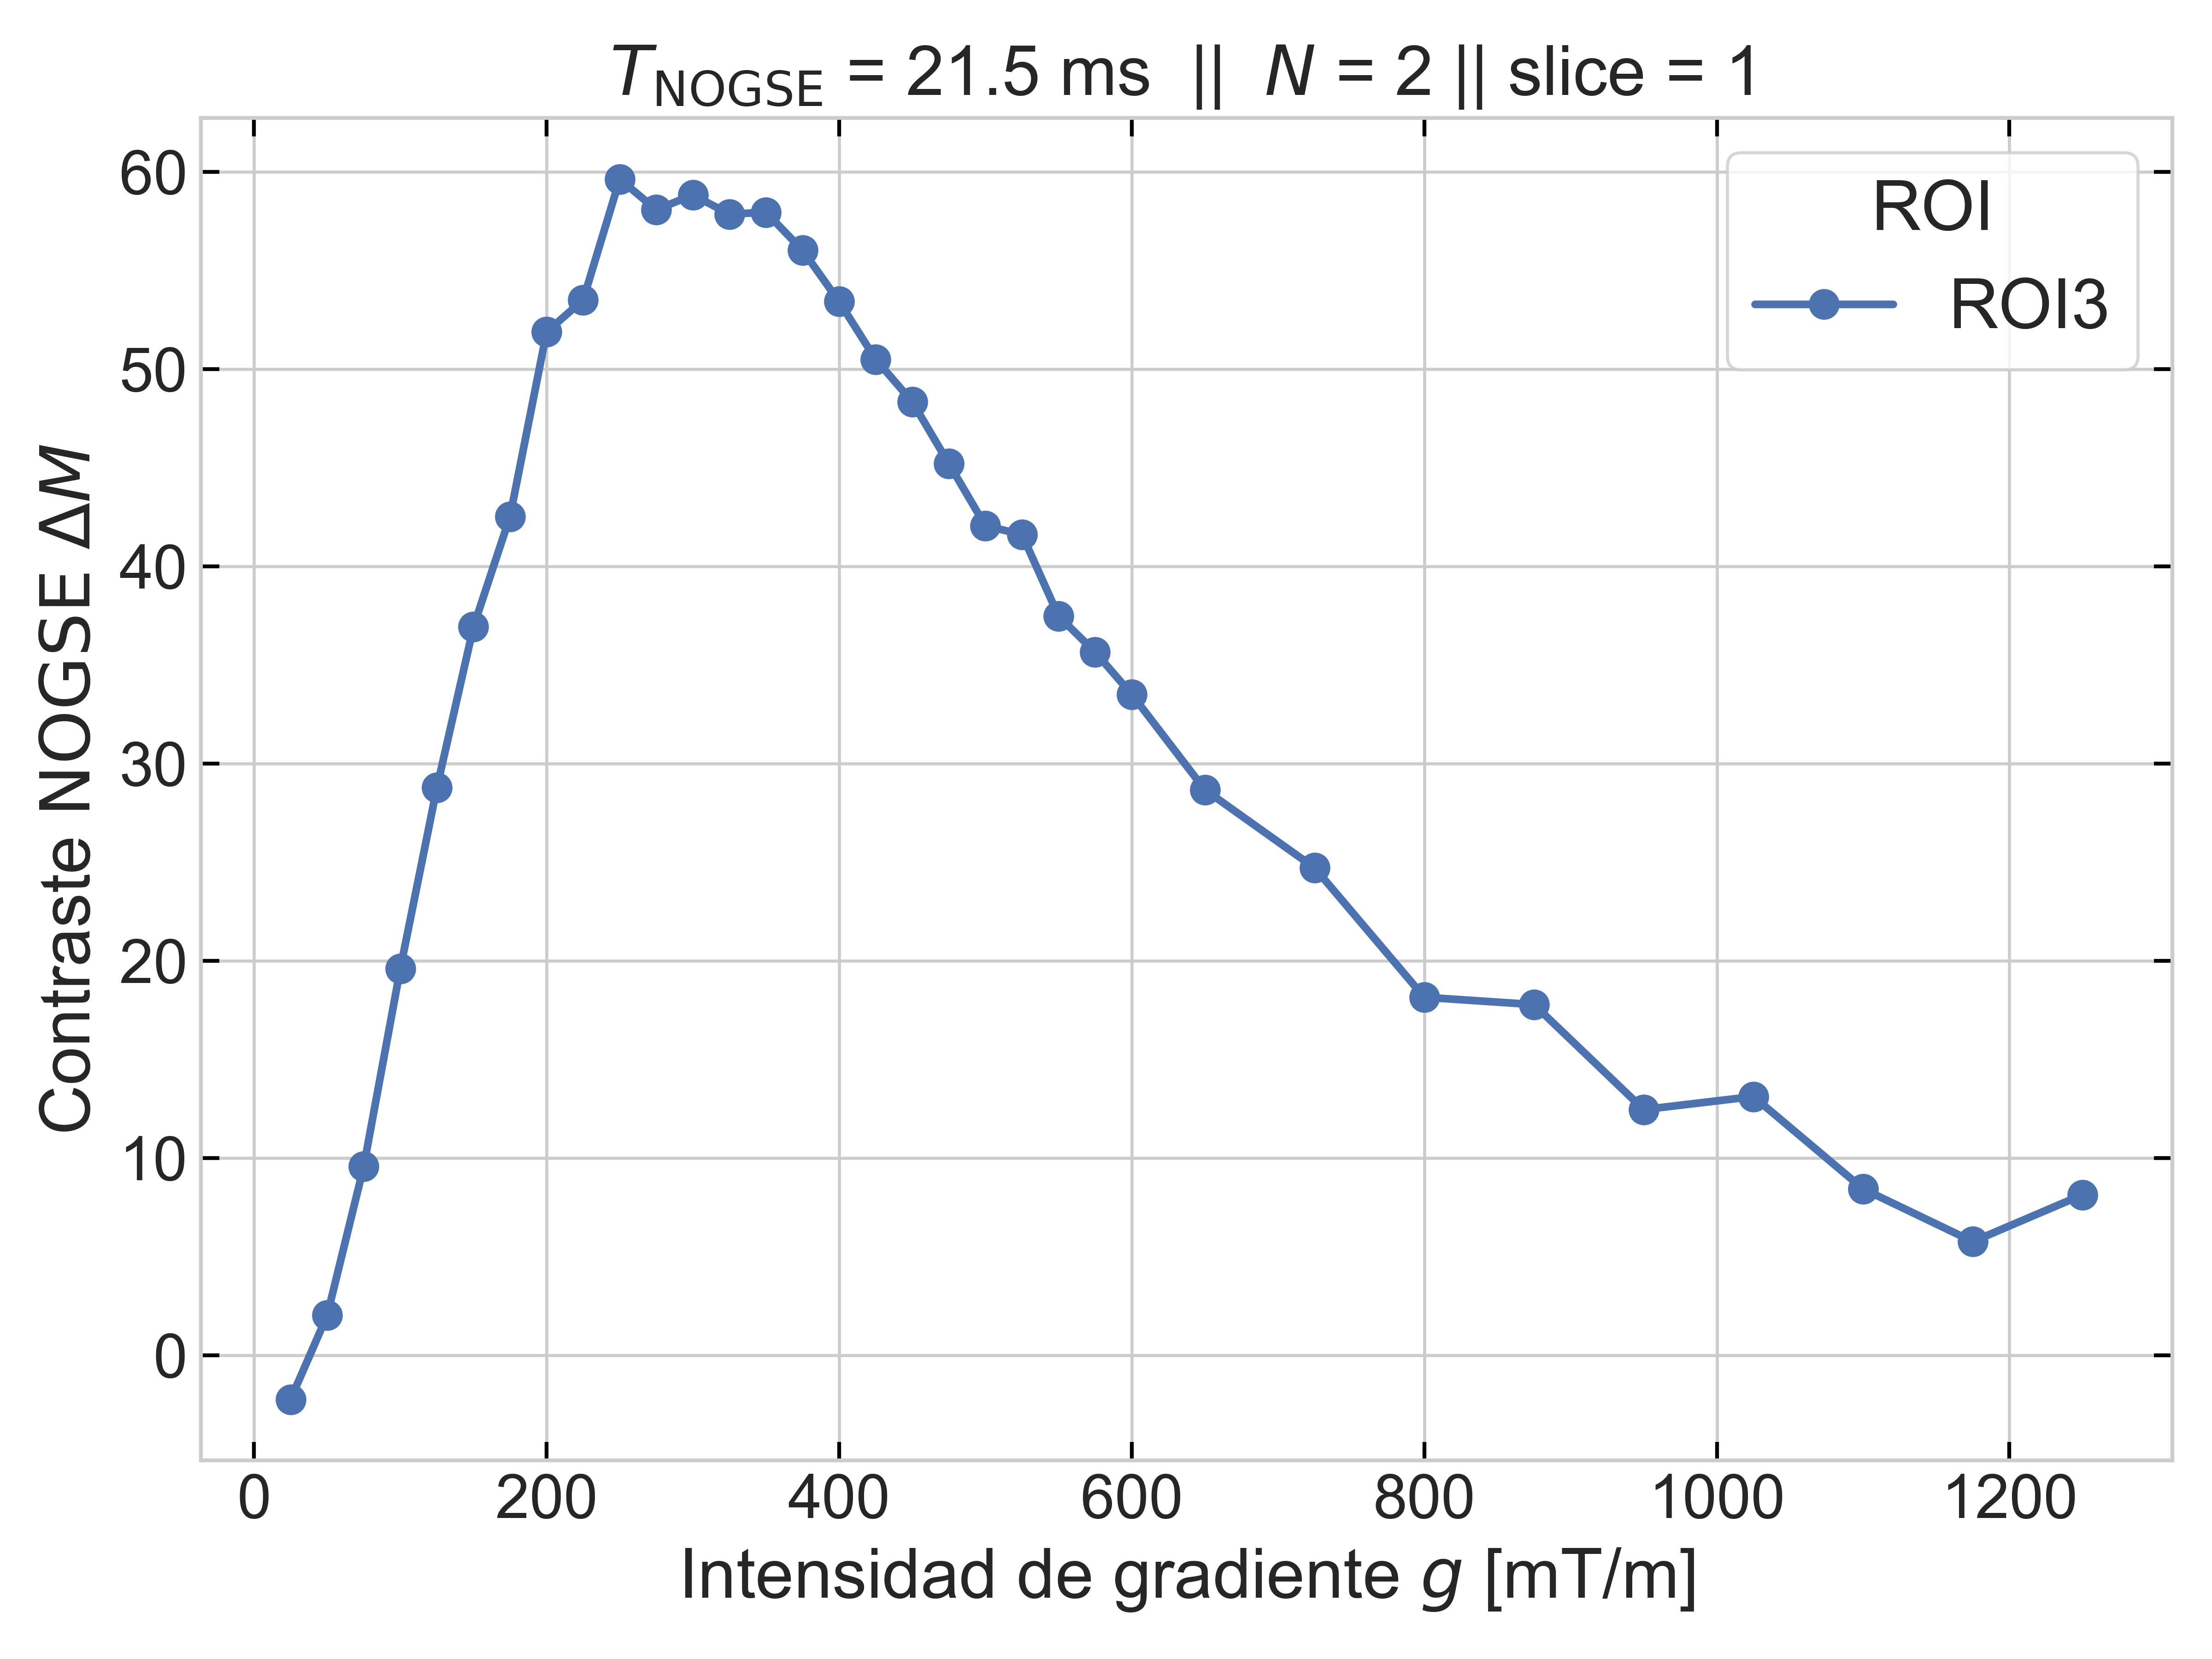 T_NOGSE = 21.5 ms || N = 2 || slice = 1
Contraste NOGSE ΔM
60
50
40
30
20
10
0
ROI
ROI3
0 200 400 600 800 1000 1200
Intensidad de gradiente g [mT/m]